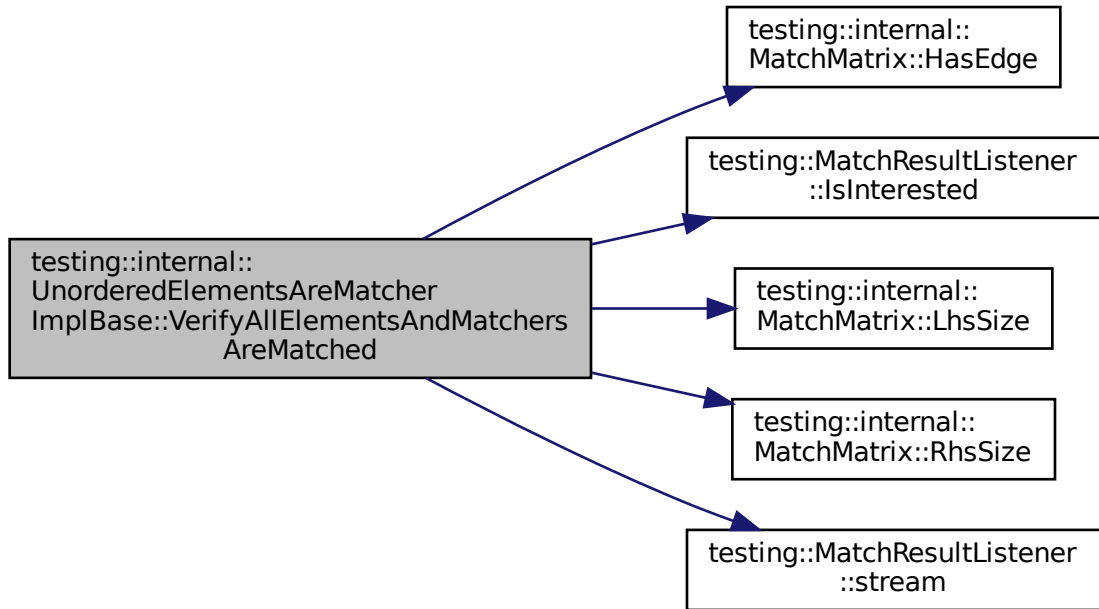 testing::internal::
MatchMatrix::HasEdge
testing::MatchResultListener
::IsInterested
testing::internal::
UnorderedElementsAreMatcher
ImplBase::VerifyAllElementsAndMatchers
AreMatched
testing::internal::
MatchMatrix::LhsSize
testing::internal::
MatchMatrix::RhsSize
testing::MatchResultListener
::stream